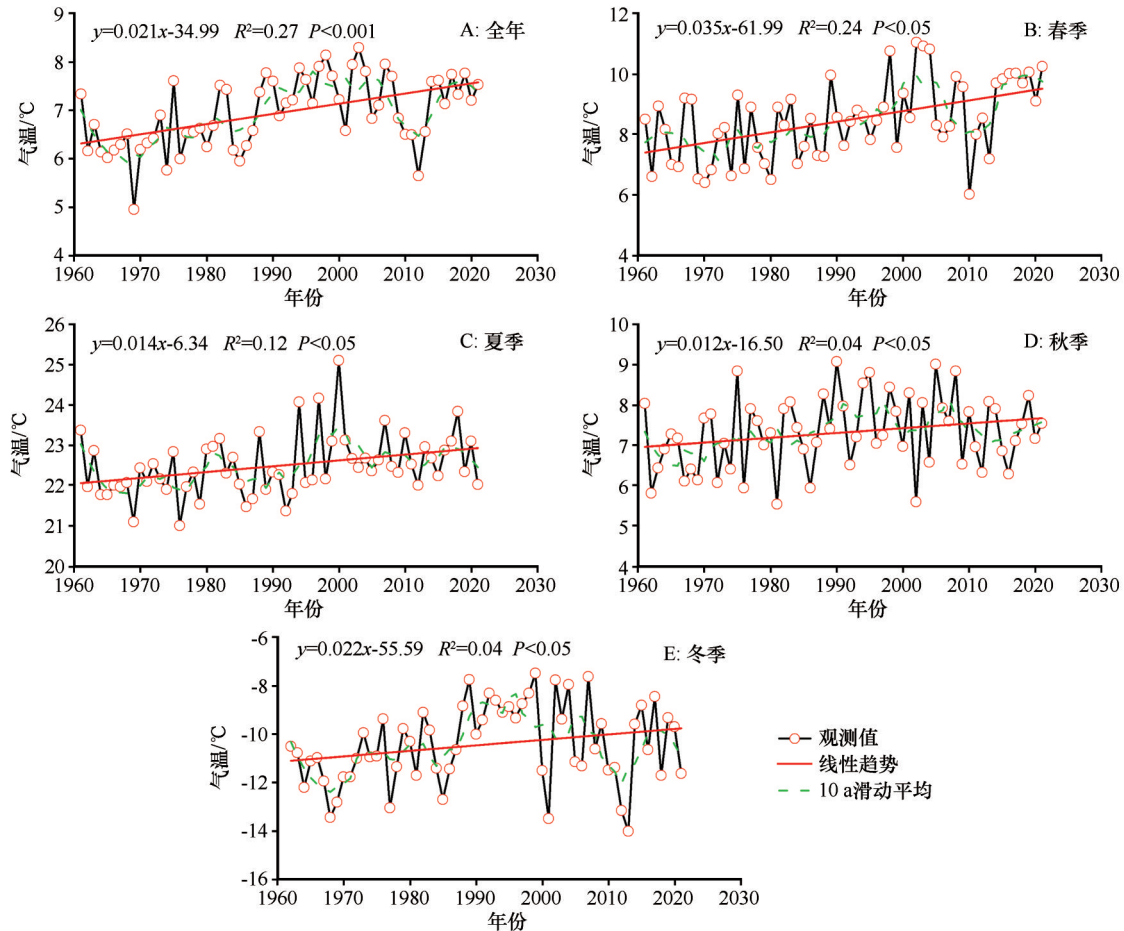 y=0.021x-34.99 R²=0.27 P<0.001
A: 全年
9
8
7
6
5
4
气温/℃
1960 1970 1980 1990 2000 2010 2020 2030
年份
y=0.035x-61.99 R²=0.24 P<0.05
B: 春季
12
10
8
6
4
气温/℃
1960 1970 1980 1990 2000 2010 2020 2030
年份
y=0.014x-6.34 R²=0.12 P<0.05
C: 夏季
26
25
24
23
22
21
20
气温/℃
1960 1970 1980 1990 2000 2010 2020 2030
年份
y=0.012x-16.50 R²=0.04 P<0.05
D: 秋季
10
9
8
7
6
5
4
气温/℃
1960 1970 1980 1990 2000 2010 2020 2030
年份
y=0.022x-55.59 R²=0.04 P<0.05
E: 冬季
-6
-8
-10
-12
-14
-16
气温/℃
1960 1970 1980 1990 2000 2010 2020 2030
年份
观测值
线性趋势
10 a滑动平均